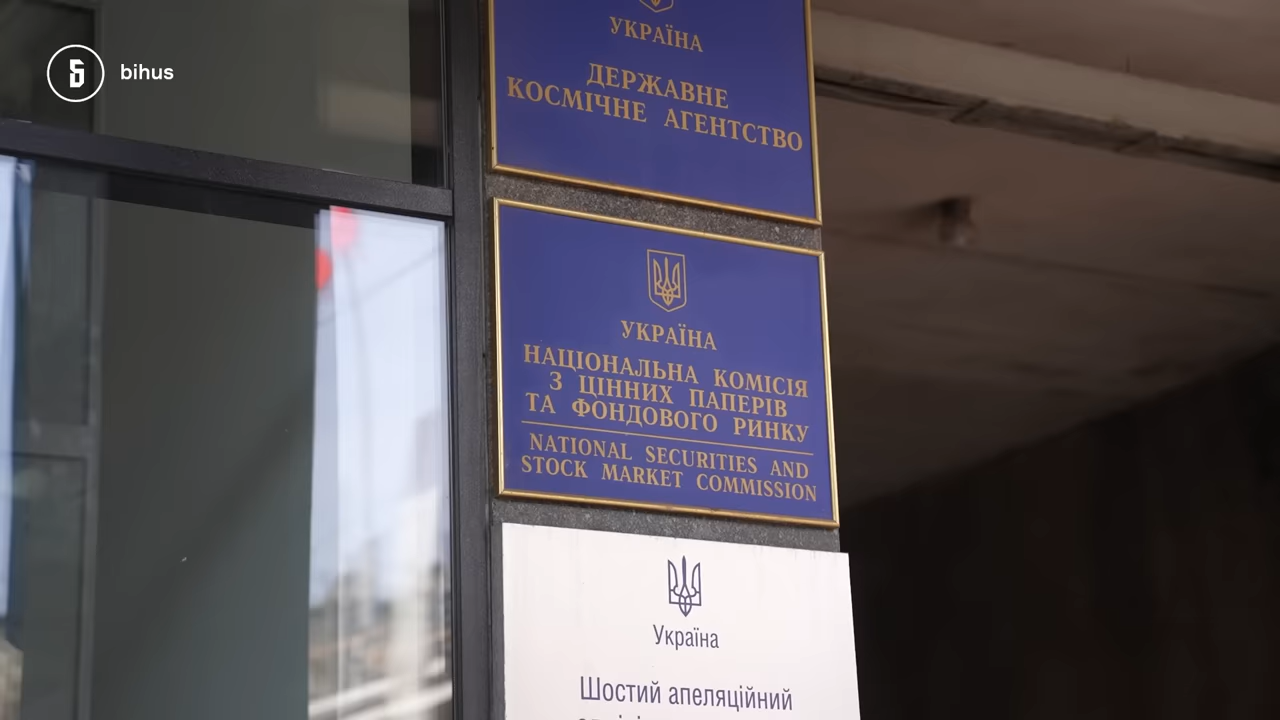 bihus
УКРАЇНА
ДЕРЖАВНЕ
КОСМІЧНЕ АГЕНТСТВО
УКРАЇНА
НАЦІОНАЛЬНА КОМІСІЯ
З ЦІННИХ ПАПЕРІВ
ТА ФОНДОВОГО РИНКУ
NATIONAL SECURITIES AND
STOCK MARKET COMMISSION
Україна
Шостий апеляційний